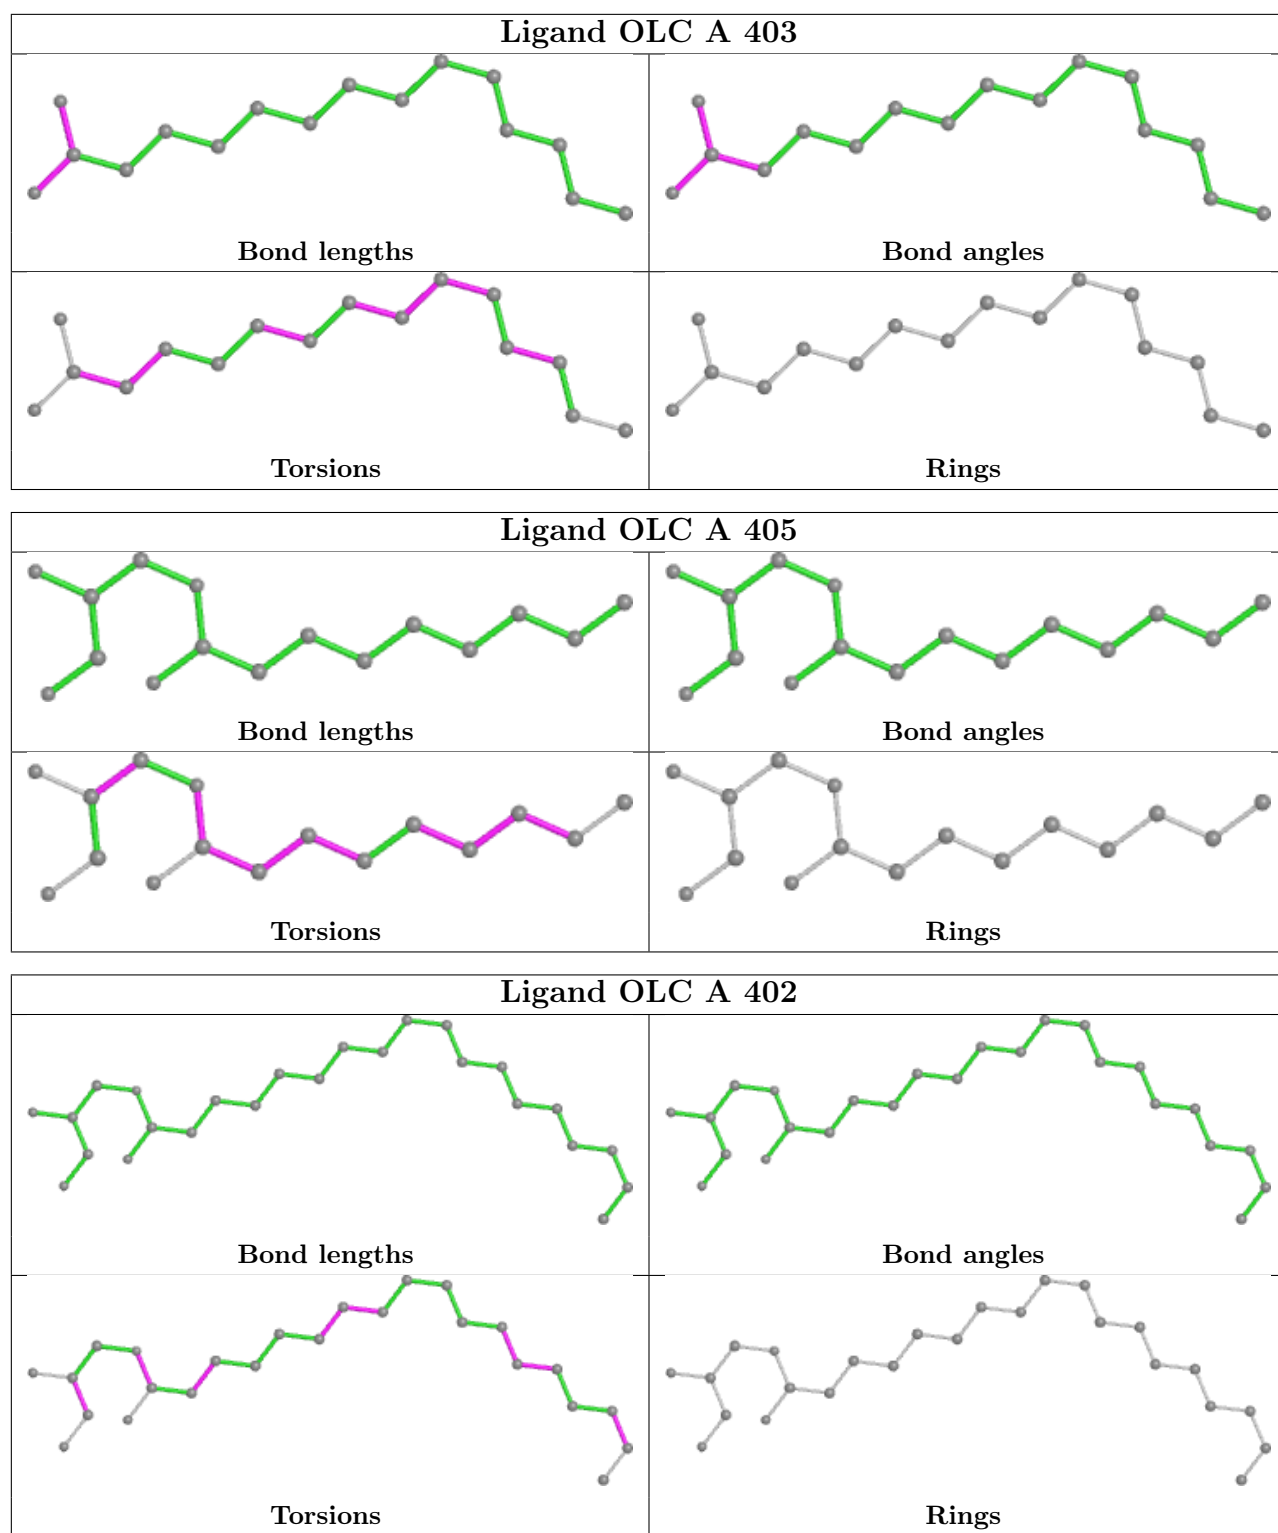 Ligand OLC A 403
Bond lengths
Bond angles
Torsions
Rings
Ligand OLC A 405
Bond lengths
Bond angles
Torsions
Rings
Ligand OLC A 402
Bond lengths
Bond angles
Torsions
Rings